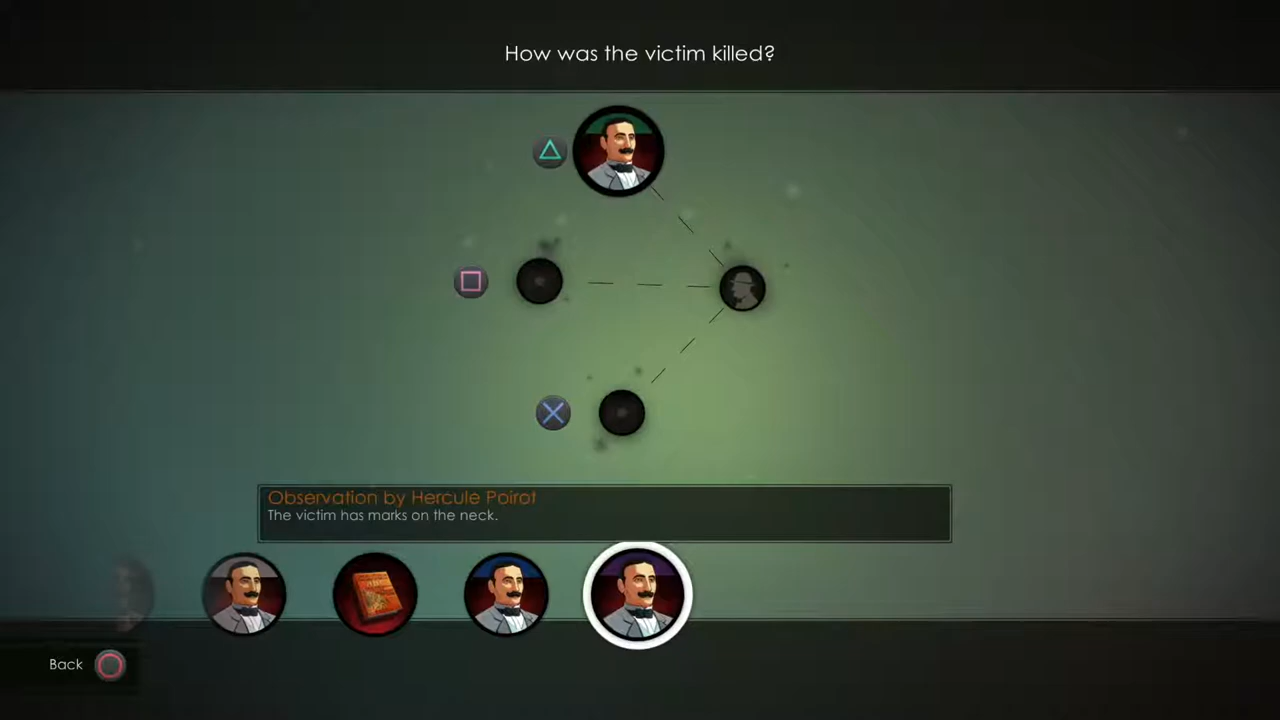 How was the victim killed?
Observation by Hercule Poirot
The victim has marks on the neck.
Back